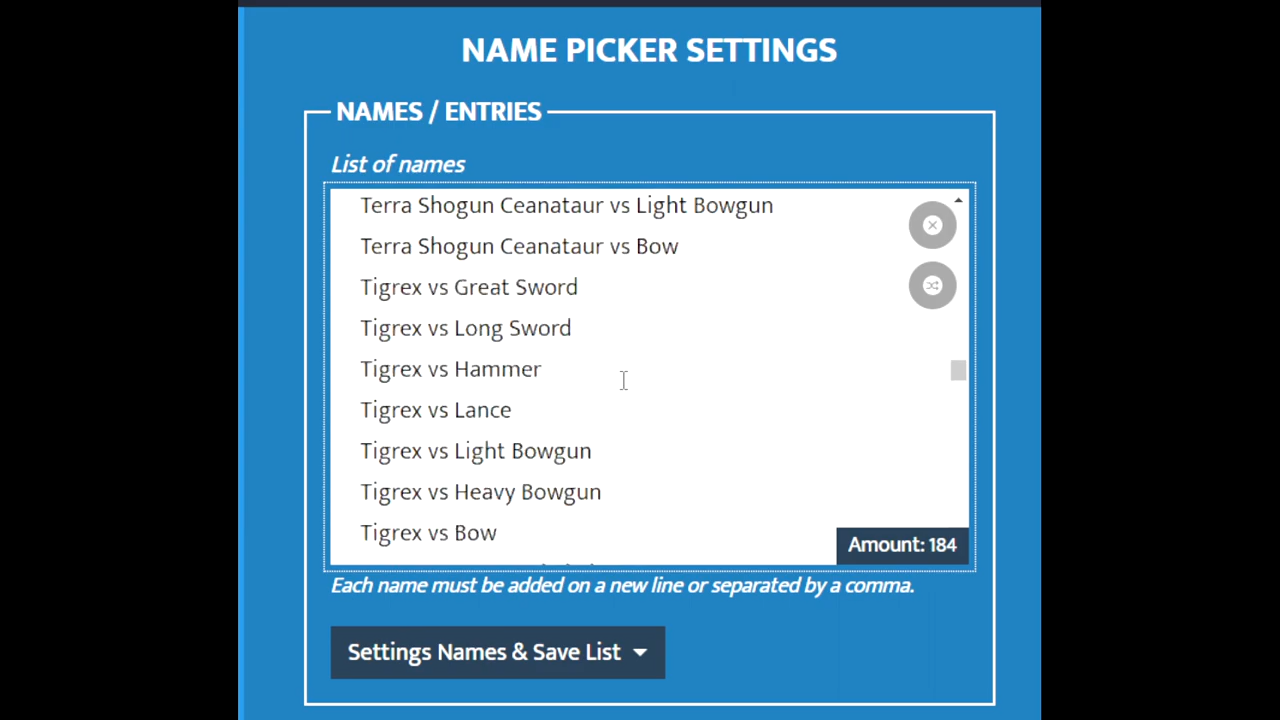 NAME PICKER SETTINGS
NAMES / ENTRIES
List of names
Terra Shogun Ceanataur vs Light Bowgun
Terra Shogun Ceanataur vs Bow
Tigrex vs Great Sword
Tigrex vs Long Sword
Tigrex vs Hammer
Tigrex vs Lance
Tigrex vs Light Bowgun
Tigrex vs Heavy Bowgun
Tigrex vs Bow
Amount: 184
Each name must be added on a new line or separated by a comma.
Settings Names & Save List